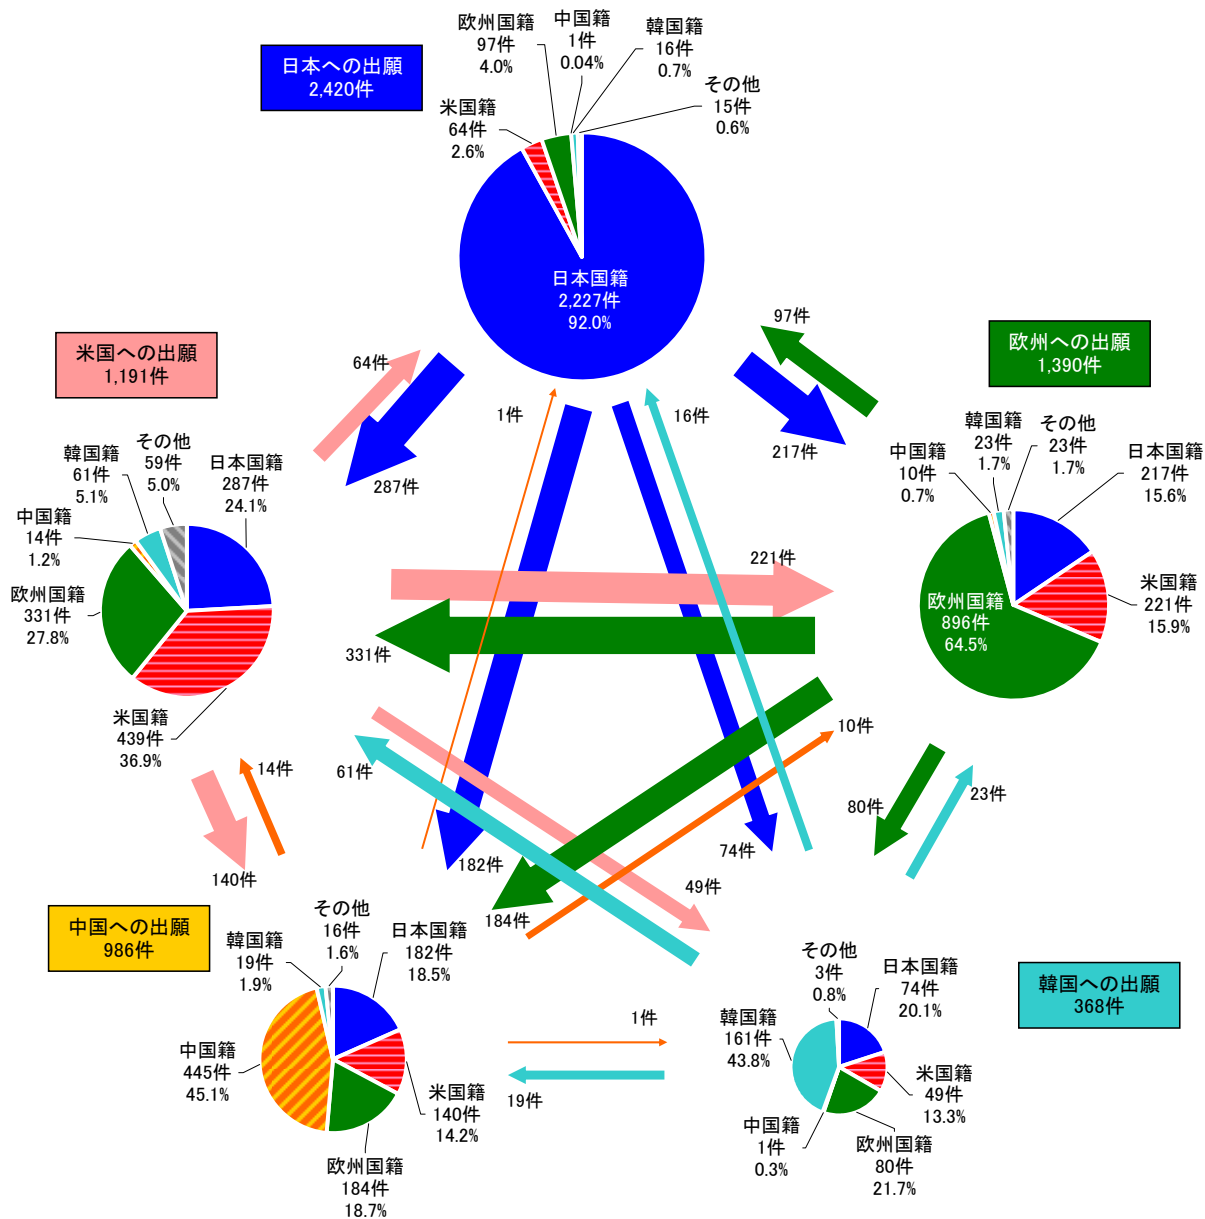 日本への出願
2,420件
欧州国籍
97件
4.0%
中国籍
1件
0.04%
韓国籍
16件
0.7%
その他
15件
0.6%
米国籍
64件
2.6%
日本国籍
2,227件
92.0%
米国への出願
1,191件
欧州への出願
1,390件
64件
287件
1件
16件
97件
217件
韓国籍
61件
5.1%
その他
59件
5.0%
日本国籍
287件
24.1%
中国籍
14件
1.2%
欧州国籍
331件
27.8%
米国籍
439件
36.9%
中国籍
10件
0.7%
韓国籍
23件
1.7%
その他
23件
1.7%
日本国籍
217件
15.6%
米国籍
221件
15.9%
欧州国籍
896件
64.5%
221件
331件
14件
140件
61件
10件
80件
23件
182件
74件
49件
184件
中国への出願
986件
韓国籍
19件
1.9%
その他
16件
1.6%
日本国籍
182件
18.5%
中国籍
445件
45.1%
米国籍
140件
14.2%
欧州国籍
184件
18.7%
1件
19件
韓国への出願
368件
その他
3件
0.8%
日本国籍
74件
20.1%
韓国籍
161件
43.8%
米国籍
49件
13.3%
中国籍
1件
0.3%
欧州国籍
80件
21.7%